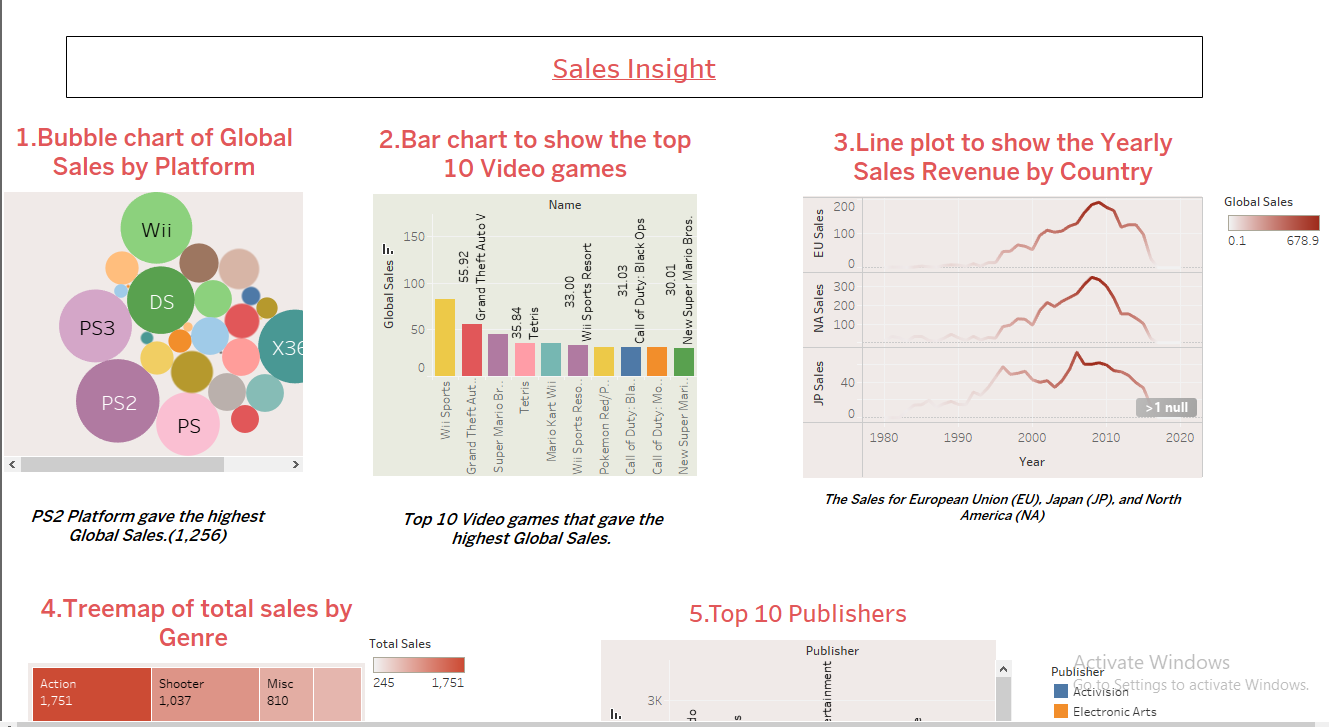 Sales Insight
1.Bubble chart of Global
Sales by Platform
Wii
DS
PS3
X36
PS2
PS
PS2 Platform gave the highest
Global Sales.(1,256)
2.Bar chart to show the top
10 Video games
Name
Global Sales
150
100
50
0
55.92
Grand Theft Auto V
35.84
Tetris
33.00
Wii Sports Resort
31.03
Call of Duty: Black Ops
30.01
New Super Mario Bros.
Wii Sports
Grand Theft Aut..
Super Mario Br..
Tetris
Mario Kart Wii
Wii Sports Reso..
Pokemon Red/P..
Call of Duty: Bla..
Call of Duty: Mo..
New Super Mari..
Top 10 Video games that gave the
highest Global Sales.
3.Line plot to show the Yearly
Sales Revenue by Country
EU Sales
200
100
0
NA Sales
300
200
100
JP Sales
40
0
>1 null
1980
1990
2000
2010
2020
Year
Global Sales
0.1
678.9
The Sales for European Union (EU), Japan (JP), and North
America (NA)
4.Treemap of total sales by
Genre
Action
1,751
Shooter
1,037
Misc
810
Total Sales
245
1,751
5.Top 10 Publishers
Publisher
3K
Publisher
Activision
Electronic Arts
Activate Windows
Go to Settings to activate Windows.